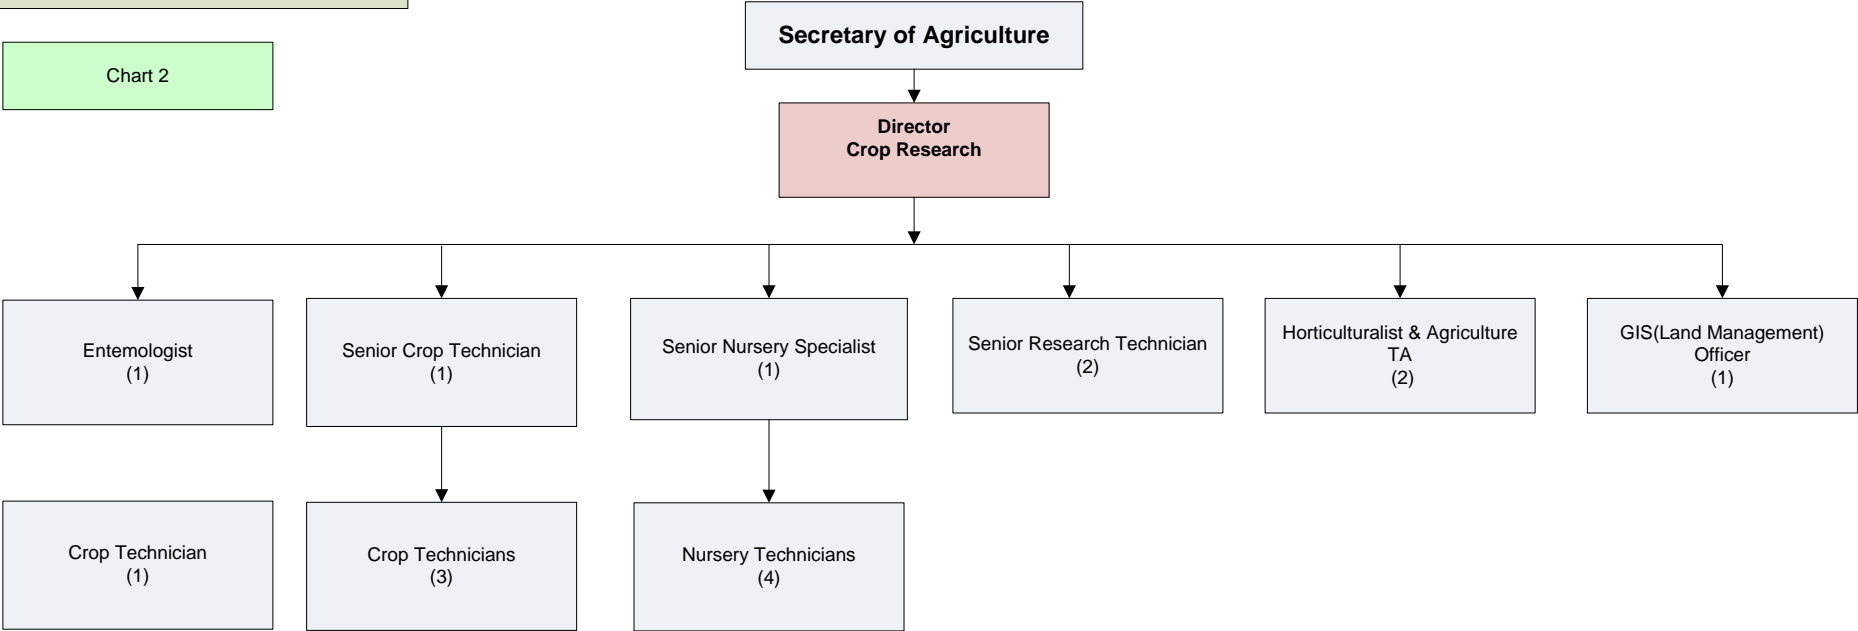 Secretary of Agriculture
Chart 2
Director
Crop Research
Entemologist
(1)
Senior Crop Technician
(1)
Senior Nursery Specialist
(1)
Senior Research Technician
(2)
Horticulturalist & Agriculture
TA
(2)
GIS(Land Management)
Officer
(1)
Crop Technician
(1)
Crop Technicians
(3)
Nursery Technicians
(4)